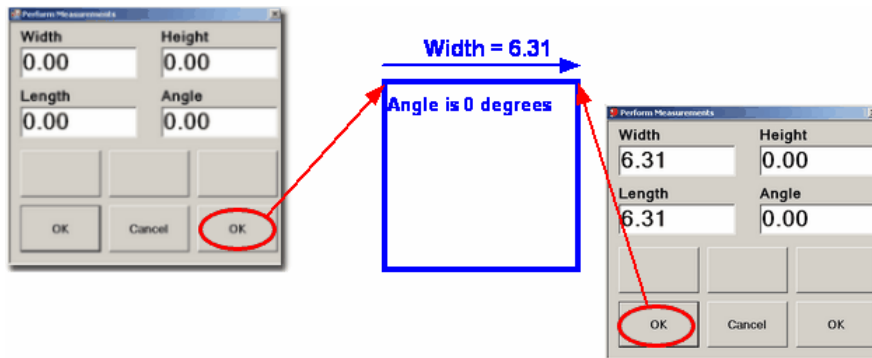 Perform Measurements
Width Height
0.00 0.00
Length Angle
0.00 0.00
OK Cancel OK
Width = 6.31
Angle is 0 degrees
Perform Measurements
Width Height
6.31 0.00
Length Angle
6.31 0.00
OK Cancel OK